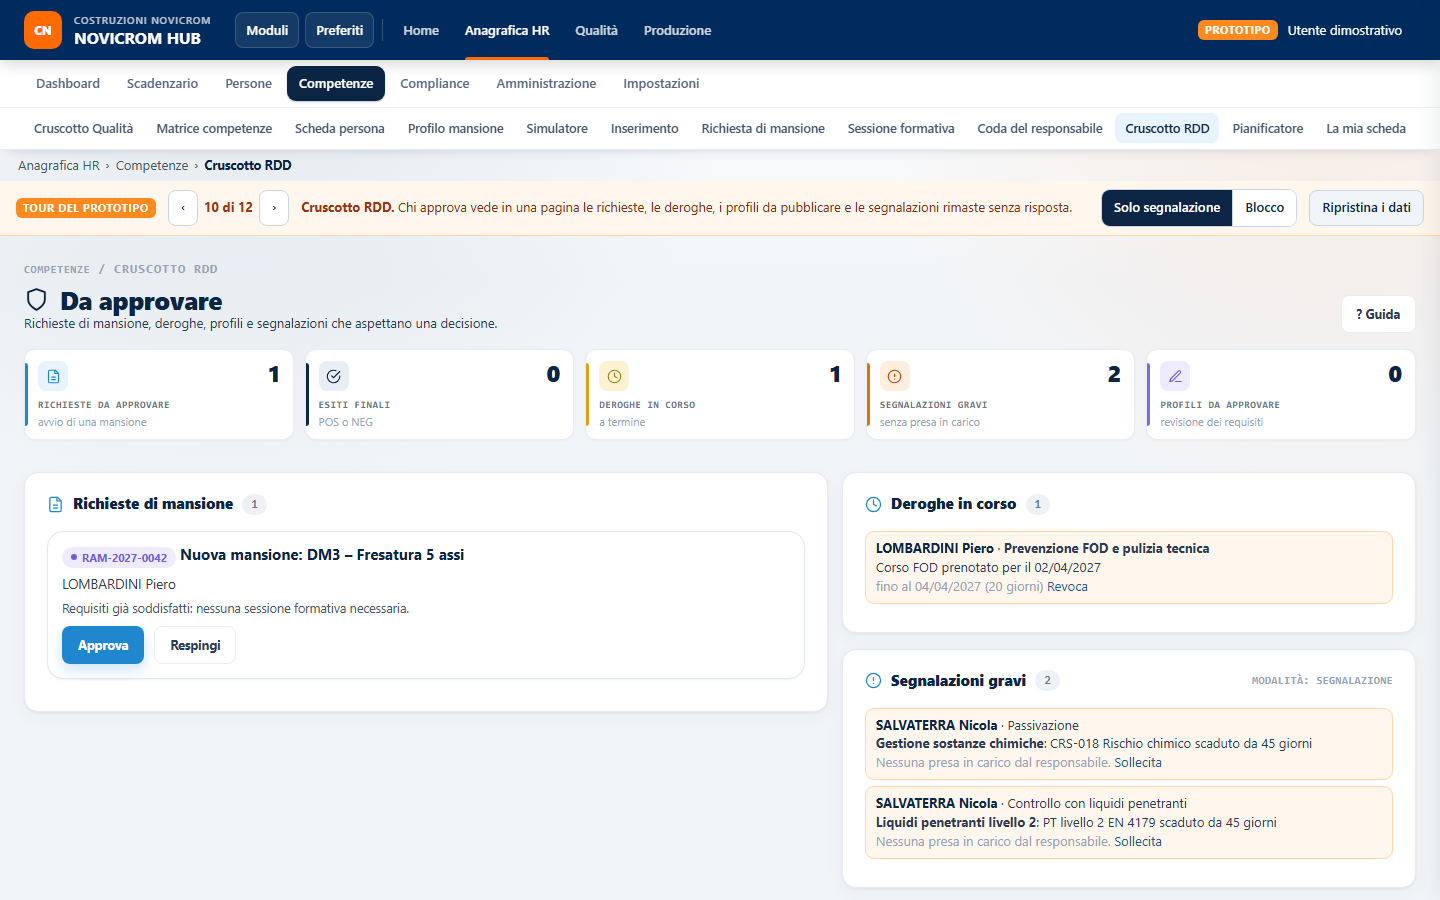 CN
COSTRUZIONI NOVICROM
NOVICROM HUB
Moduli
Preferiti
Home
Anagrafica HR
Qualità
Produzione
PROTOTIPO
Utente dimostrativo
Dashboard
Scadenzario
Persone
Competenze
Compliance
Amministrazione
Impostazioni
Cruscotto Qualità
Matrice competenze
Scheda persona
Profilo mansione
Simulatore
Inserimento
Richiesta di mansione
Sessione formativa
Coda del responsabile
Cruscotto RDD
Pianificatore
La mia scheda
Anagrafica HR › Competenze › Cruscotto RDD
TOUR DEL PROTOTIPO
‹
10 di 12
›
Cruscotto RDD. Chi approva vede in una pagina le richieste, le deroghe, i profili da pubblicare e le segnalazioni rimaste senza risposta.
Solo segnalazione
Blocco
Ripristina i dati
COMPETENZE / CRUSCOTTO RDD
Da approvare
Richieste di mansione, deroghe, profili e segnalazioni che aspettano una decisione.
? Guida
1
RICHIESTE DA APPROVARE
avvio di una mansione
0
ESITI FINALI
POS o NEG
1
DEROGHE IN CORSO
a termine
2
SEGNALAZIONI GRAVI
senza presa in carico
0
PROFILI DA APPROVARE
revisione dei requisiti
Richieste di mansione 1
RAM-2027-0042 Nuova mansione: DM3 – Fresatura 5 assi
LOMBARDINI Piero
Requisiti già soddisfatti: nessuna sessione formativa necessaria.
Approva
Respingi
Deroghe in corso 1
LOMBARDINI Piero · Prevenzione FOD e pulizia tecnica
Corso FOD prenotato per il 02/04/2027
fino al 04/04/2027 (20 giorni) Revoca
Segnalazioni gravi 2
MODALITÀ: SEGNALAZIONE
SALVATERRA Nicola · Passivazione
Gestione sostanze chimiche: CRS-018 Rischio chimico scaduto da 45 giorni
Nessuna presa in carico dal responsabile. Sollecita
SALVATERRA Nicola · Controllo con liquidi penetranti
Liquidi penetranti livello 2: PT livello 2 EN 4179 scaduto da 45 giorni
Nessuna presa in carico dal responsabile. Sollecita